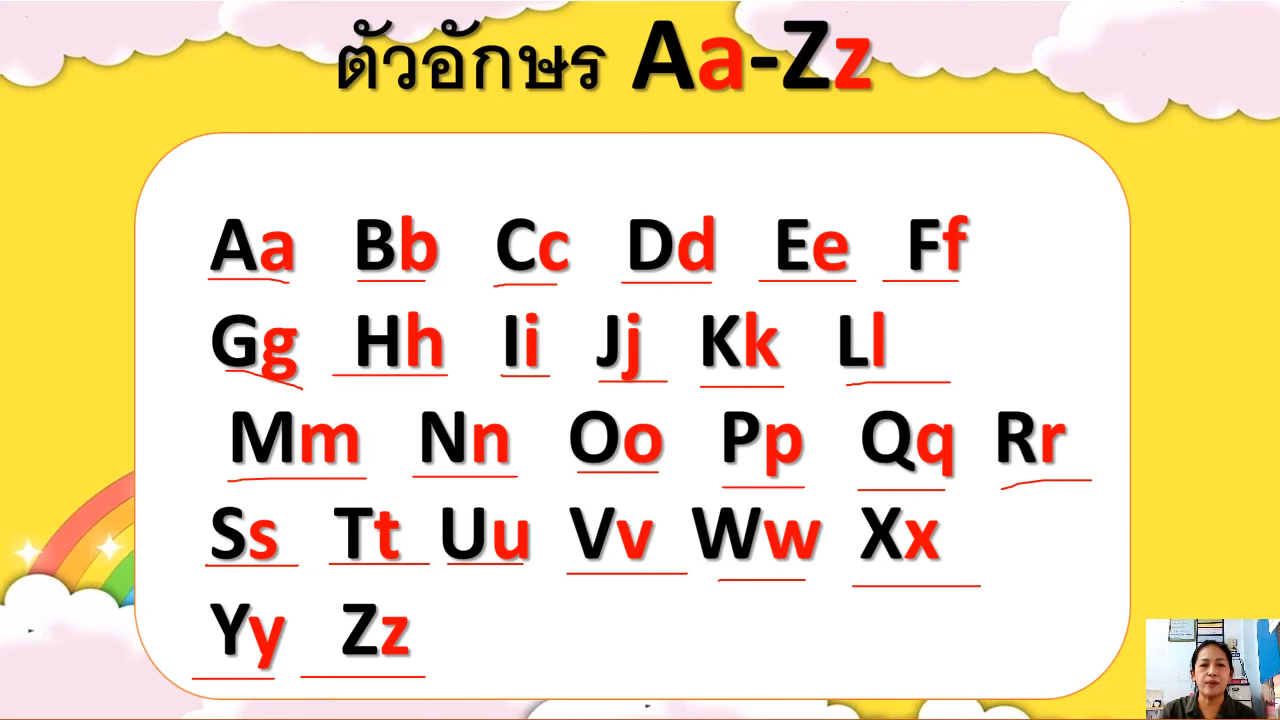 ตัวอักษร Aa-Zz
Aa Bb Cc Dd Ee Ff
Gg Hh Ii Jj Kk Ll
Mm Nn Oo Pp Qq Rr
Ss Tt Uu Vv Ww Xx
Yy Zz